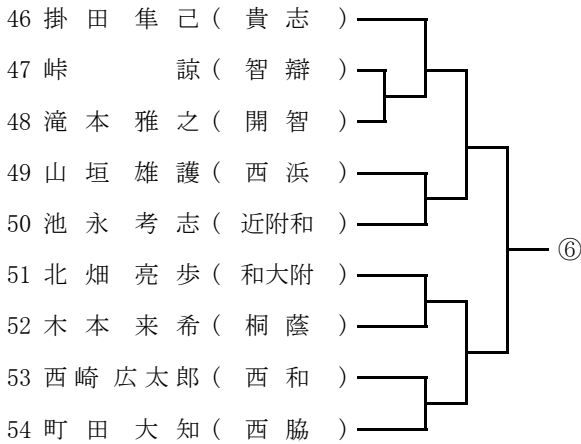 46 掛田 隼己 ( 貴志 )
47 峠 諒 ( 智辯 )
48 滝本 雅之 ( 開智 )
49 山垣 雄護 ( 西浜 )
50 池永 考志 ( 近附和 )
51 北畑 亮歩 ( 和大附 )
⑥
52 木本 来希 ( 桐蔭 )
53 西崎 広太郎 ( 西和 )
54 町田 大知 ( 西脇 )